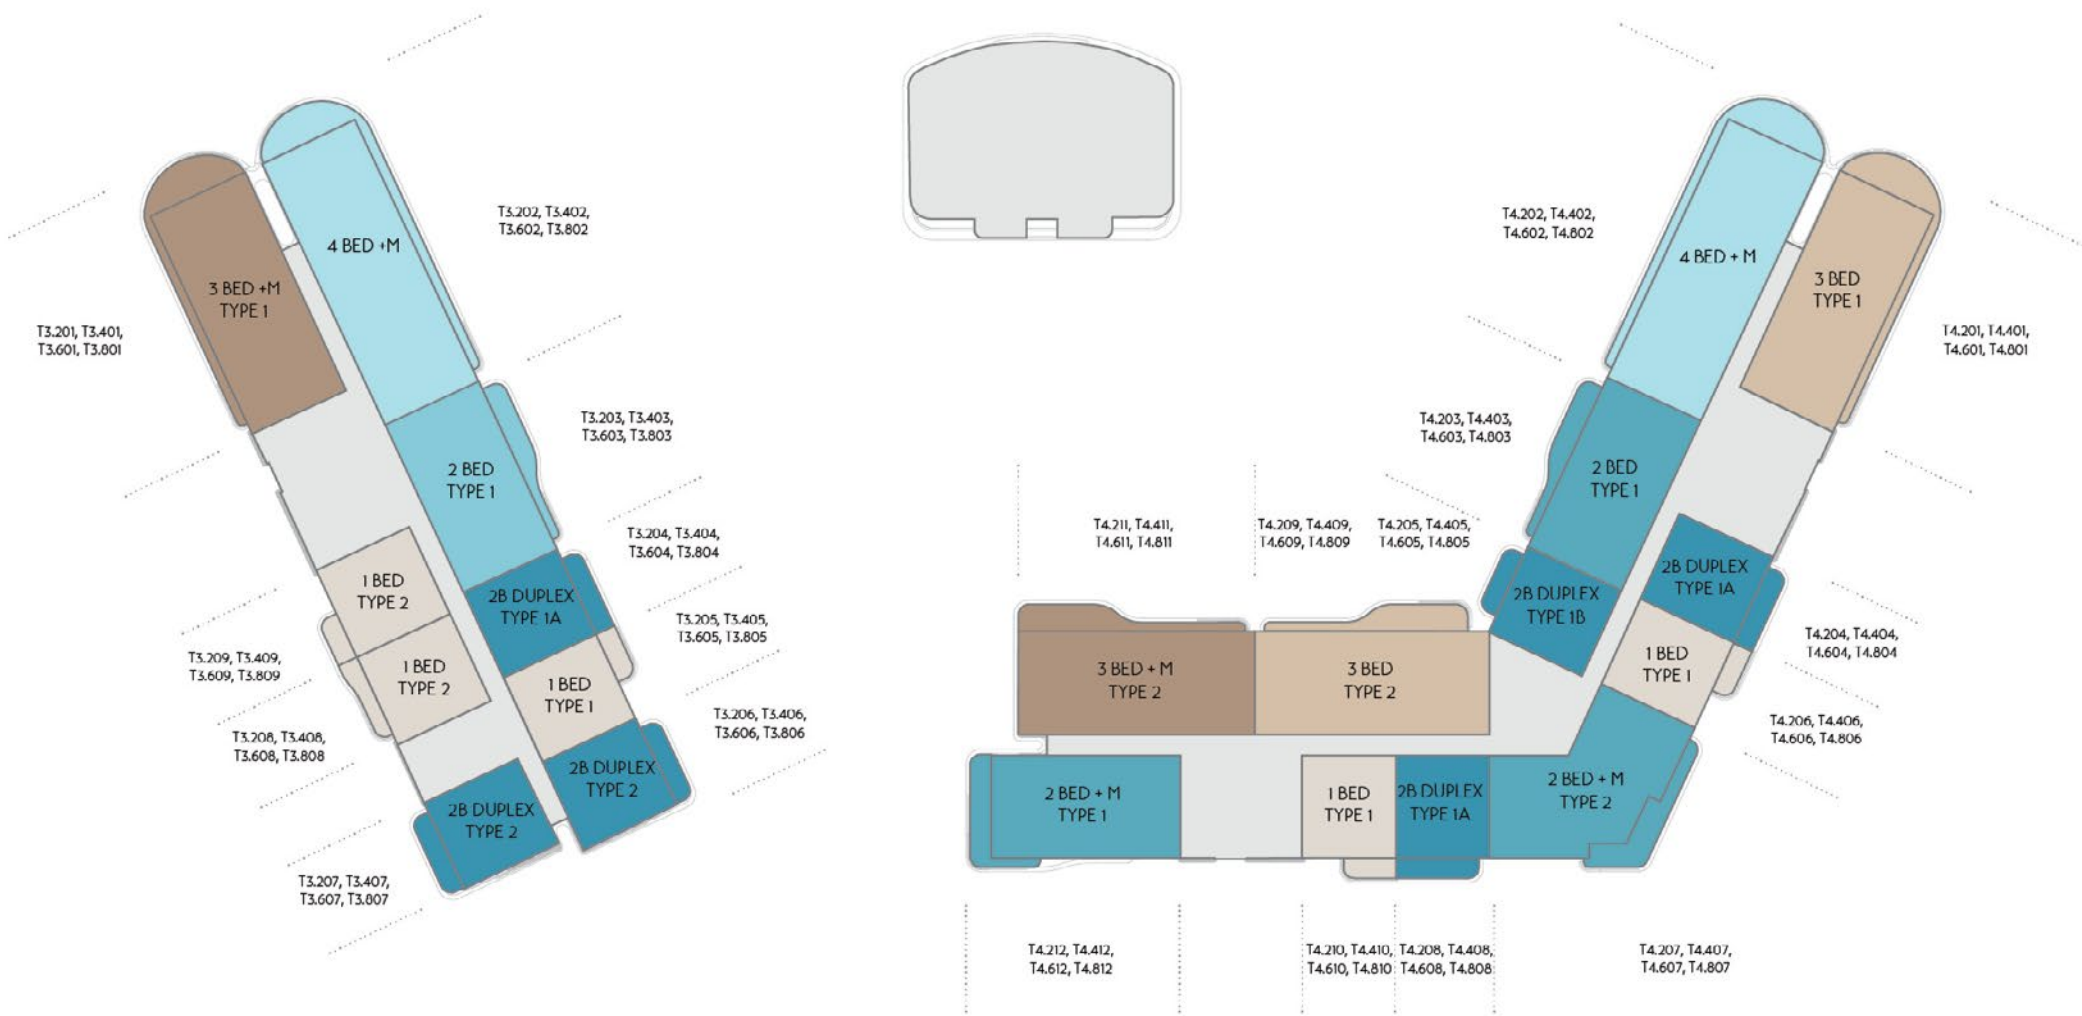 4 BED +M
3 BED +M
TYPE 1
T3.202, T3.402,
T3.602, T3.802
T3.201, T3.401,
T3.601, T3.801
2 BED
TYPE 1
T3.203, T3.403,
T3.603, T3.803
1 BED
TYPE 2
2B DUPLEX
TYPE 1A
T3.204, T3.404,
T3.604, T3.804
1 BED
TYPE 2
1 BED
TYPE 1
T3.205, T3.405,
T3.605, T3.805
T3.209, T3.409,
T3.609, T3.809
T3.208, T3.408,
T3.608, T3.808
2B DUPLEX
TYPE 2
T3.206, T3.406,
T3.606, T3.806
2B DUPLEX
TYPE 2
T3.207, T3.407,
T3.607, T3.807
T4.202, T4.402,
T4.602, T4.802
4 BED + M
3 BED
TYPE 1
T4.201, T4.401,
T4.601, T4.801
T4.203, T4.403,
T4.603, T4.803
2 BED
TYPE 1
T4.211, T4.411,
T4.611, T4.811
T4.209, T4.409,
T4.609, T4.809
T4.205, T4.405,
T4.605, T4.805
2B DUPLEX
TYPE 1B
2B DUPLEX
TYPE 1A
T4.204, T4.404,
T4.604, T4.804
3 BED + M
TYPE 2
3 BED
TYPE 2
1 BED
TYPE 1
T4.206, T4.406,
T4.606, T4.806
2 BED + M
TYPE 1
1 BED
TYPE 1
2B DUPLEX
TYPE 1A
2 BED + M
TYPE 2
T4.212, T4.412,
T4.612, T4.812
T4.210, T4.410,
T4.610, T4.810
T4.208, T4.408,
T4.608, T4.808
T4.207, T4.407,
T4.607, T4.807